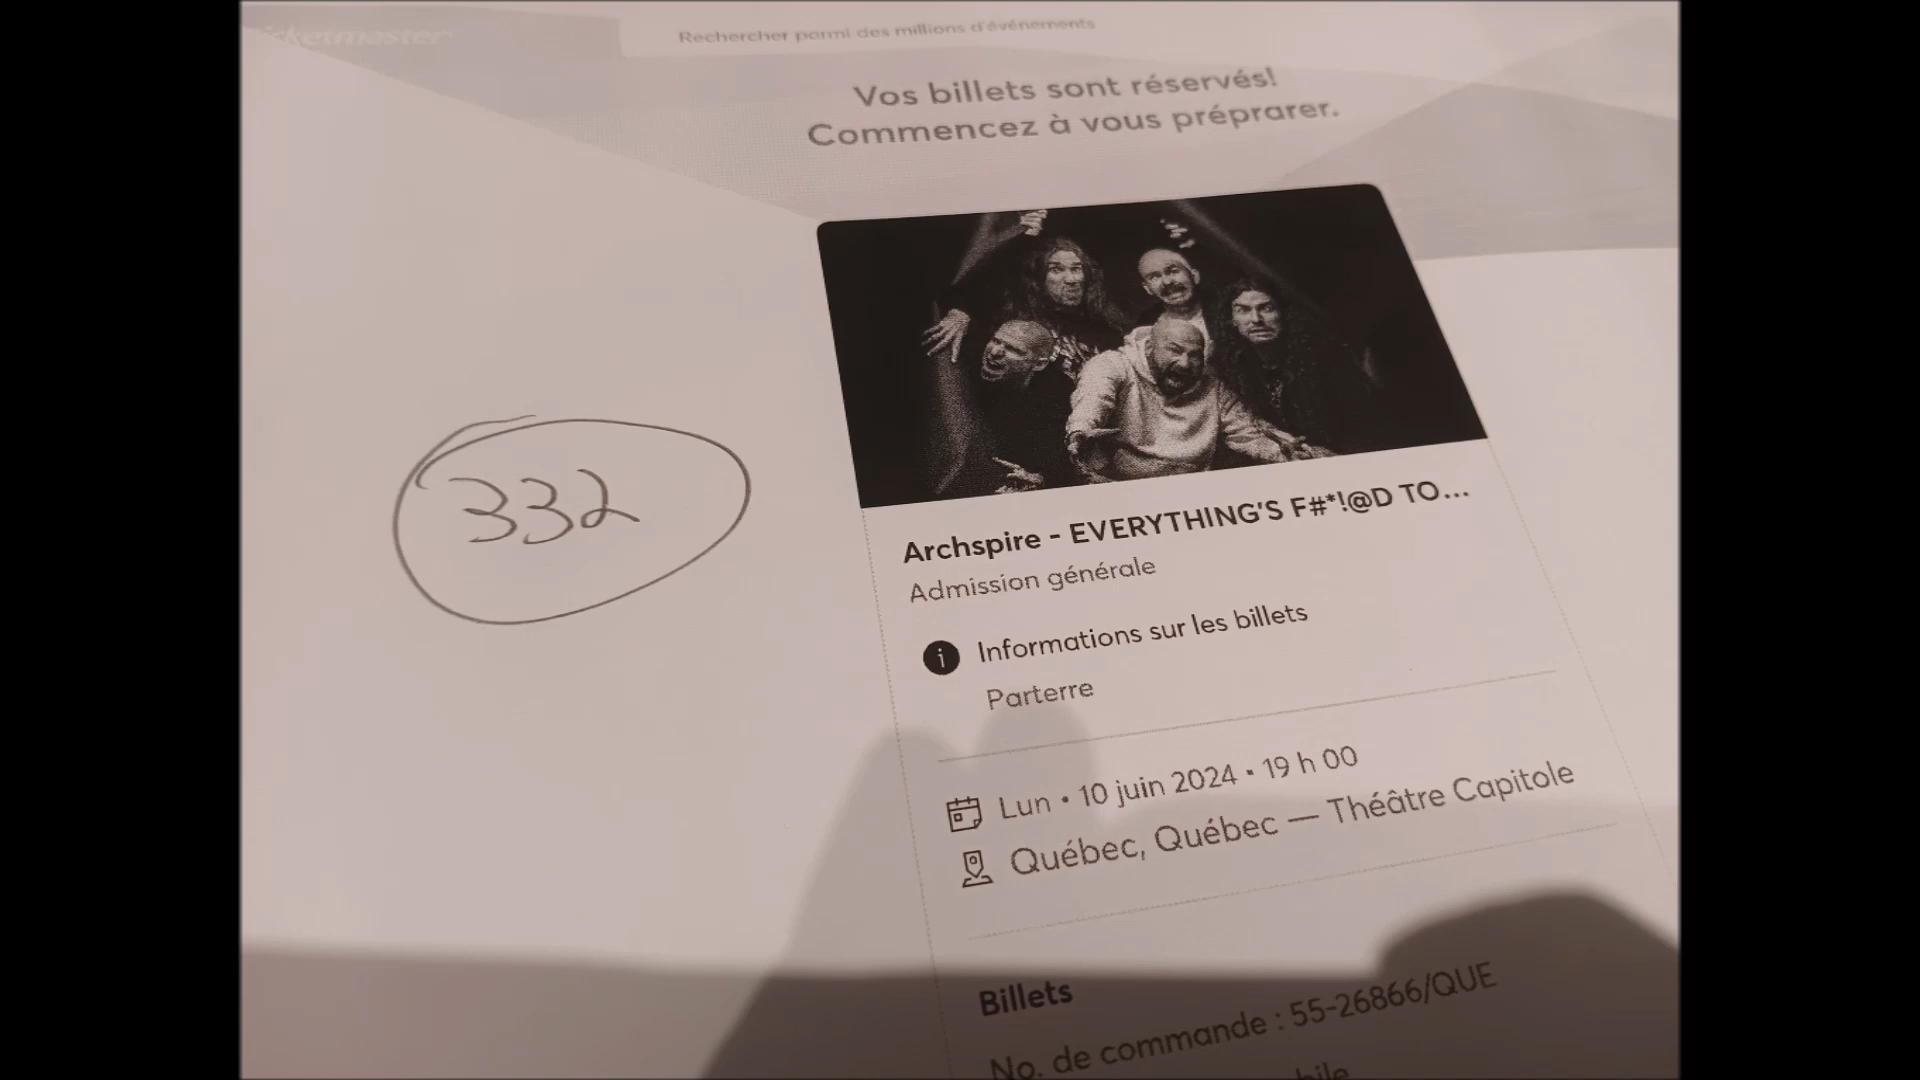 ticketmaster
Rechercher parmi des millions d'événements
Vos billets sont réservés!
Commencez à vous préprarer.
332
Archspire - EVERYTHING'S F#*!@D TO...
Admission générale
i Informations sur les billets
Parterre
Lun • 10 juin 2024 • 19 h 00
Québec, Québec — Théâtre Capitole
Billets
No. de commande : 55-26866/QUE